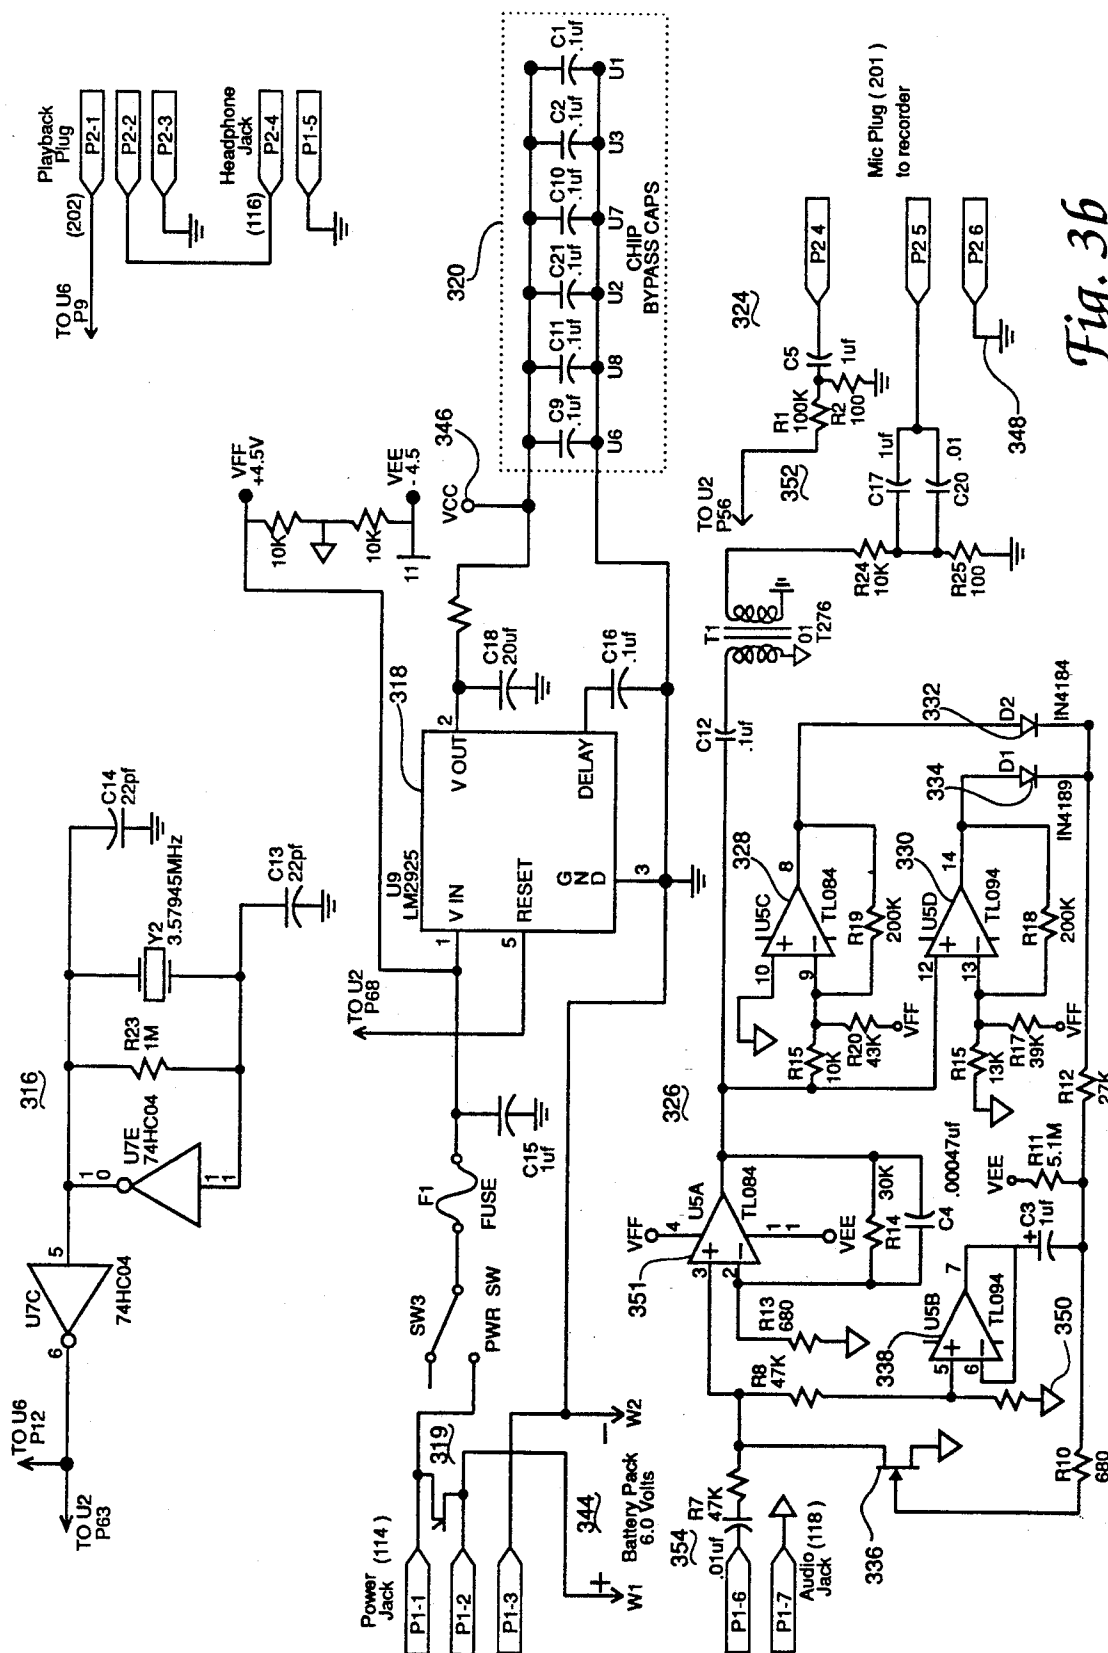 TO U2
P63
TO U6
P12
6
U7C
5
74HC04
1
0
U7E
74HC04
1
1
316
R23
1M
Y2
3.57945MHz
C14
22pf
C13
22pf
TO U6
P9
Playback
Plug
(202)
P2-1
P2-2
P2-3
Headphone
Jack
(116)
P2-4
P1-5
Power
Jack
(114)
P1-1
P1-2
P1-3
319
SW3
PWR SW
F1
FUSE
C15
1uf
344
Battery Pack
6.0 Volts
+
W1
–
W2
TO U2
P68
U9
LM2925
1
V IN
5
RESET
G
N
D
3
V OUT
2
DELAY
318
C18
20uf
C16
.1uf
VFF
+4.5V
10K
10K
VEE
- 4.5
11
VCC
346
320
C9
.1uf
U6
C11
.1uf
U8
C21
.1uf
U2
C10
.1uf
U7
C2
.1uf
U3
C1
.1uf
U1
CHIP
BYPASS CAPS
354
.01uf
R7
47K
P1-6
P1-7
Audio
Jack
(118)
336
R10
680
R8
47K
R13
680
338
U5B
5
+
6
–
7
TL094
350
351
VFF
4
3
+
2
–
U5A
TL084
1
1
VEE
R14
30K
C4
.00047uf
+
C3
1uf
VEE
R11
5.1M
R12
27K
326
R15
10K
R20
43K
VFF
10
+
9
–
U5C
8
TL084
328
R19
200K
R15
13K
R17
39K
VFF
12
+
13
–
U5D
14
TL094
330
R18
200K
334
D1
IN4189
332
D2
IN4184
C12
.1uf
T1
01
T276
R24
10K
R25
100
TO U2
P56
352
R1
100K
R2
100
C5
1uf
324
P2 4
C17
1uf
C20
.01
P2 5
P2 6
348
Mic Plug ( 201 )
to recorder
Fig. 3b